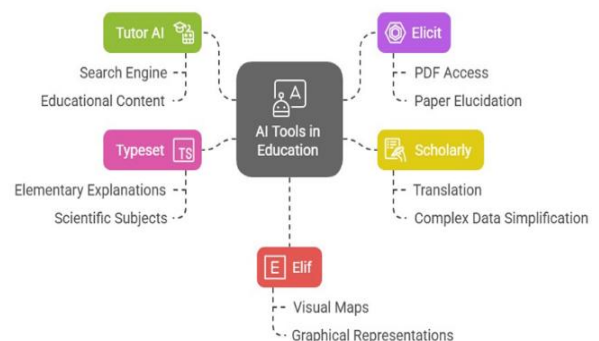 Tutor AI
Search Engine
Educational Content
Typeset TS
Elementary Explanations
Scientific Subjects
A
AI Tools in
Education
Elicit
PDF Access
Paper Elucidation
Scholarly
Translation
Complex Data Simplification
E Elif
Visual Maps
Graphical Representations